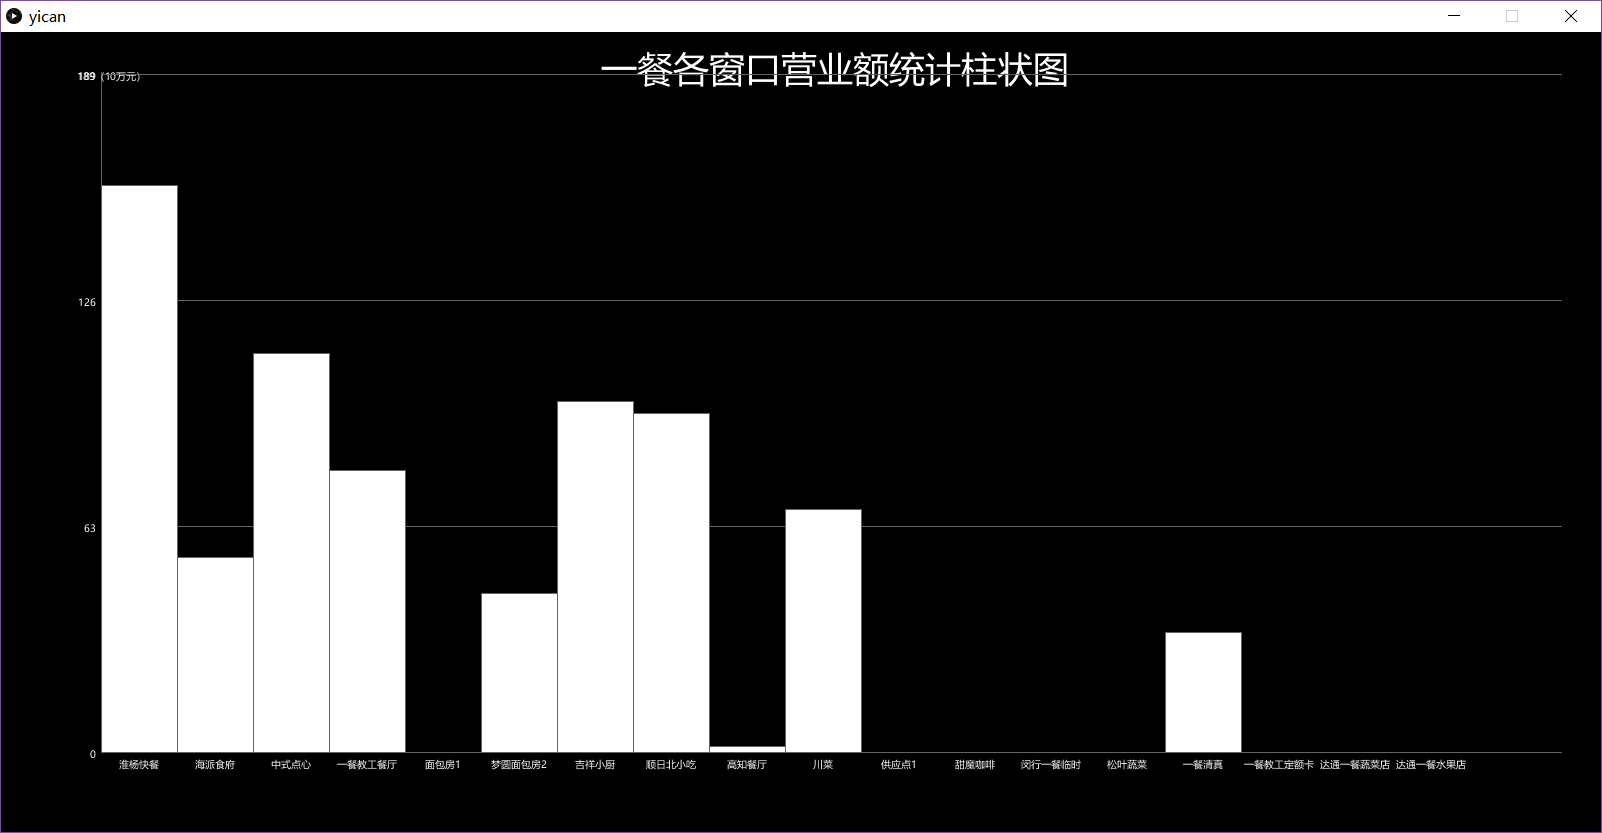 yican
一餐各窗口营业额统计柱状图
189 (10万元)
126
63
0
淮杨快餐 海派食府 中式点心 一餐教工餐厅 面包房1 梦圆面包房2 吉祥小厨 顺日北小吃 高知餐厅 川菜 供应点1 甜魔咖啡 闵行一餐临时 松叶蔬菜 一餐清真 一餐教工定额卡 达通一餐蔬菜店 达通一餐水果店